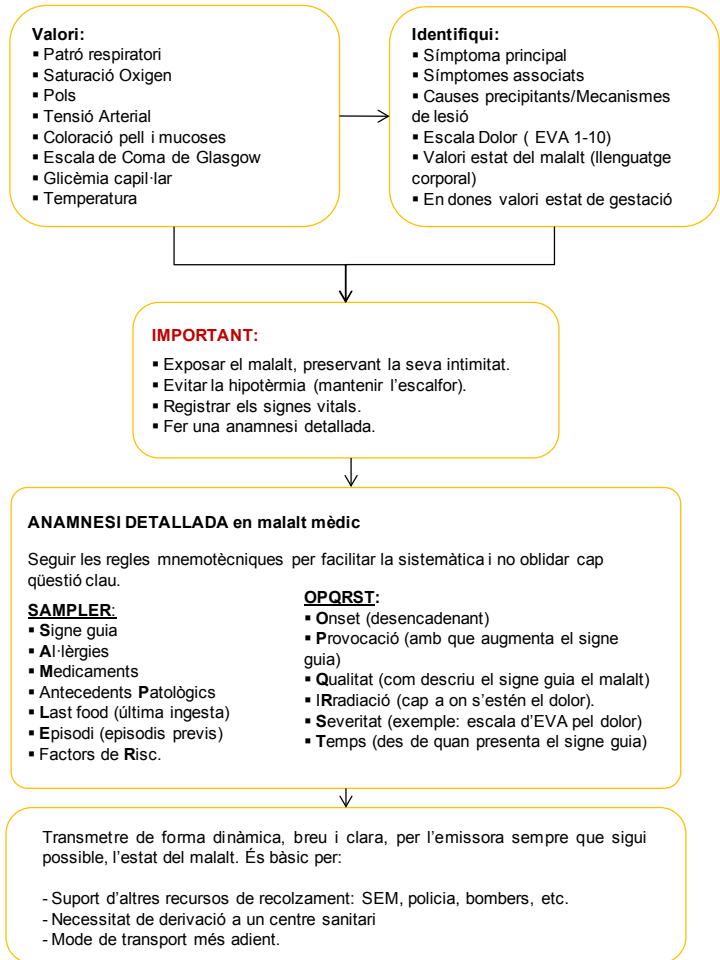 Valori:
▪ Patró respiratori
▪ Saturació Oxigen
▪ Pols
▪ Tensió Arterial
▪ Coloració pell i mucoses
▪ Escala de Coma de Glasgow
▪ Glicèmia capil·lar
▪ Temperatura
Identifiqui:
▪ Símptoma principal
▪ Símptomes associats
▪ Causes precipitants/Mecanismes
de lesió
▪ Escala Dolor ( EVA 1-10)
▪ Valori estat del malalt (llenguatge
corporal)
▪ En dones valori estat de gestació
IMPORTANT:
▪ Exposar el malalt, preservant la seva intimitat.
▪ Evitar la hipotèrmia (mantenir l’escalfor).
▪ Registrar els signes vitals.
▪ Fer una anamnesi detallada.
ANAMNESI DETALLADA en malalt mèdic
Seguir les regles mnemotècniques per facilitar la sistemàtica i no oblidar cap
qüestió clau.
SAMPLER:
▪ Signe guia
▪ Al·lèrgies
▪ Medicaments
▪ Antecedents Patològics
▪ Last food (última ingesta)
▪ Episodi (episodis previs)
▪ Factors de Risc.
OPQRST:
▪ Onset (desencadenant)
▪ Provocació (amb que augmenta el signe
guia)
▪ Qualitat (com descriu el signe guia el malalt)
▪ IRradiació (cap a on s’estén el dolor).
▪ Severitat (exemple: escala d’EVA pel dolor)
▪ Temps (des de quan presenta el signe guia)
Transmetre de forma dinàmica, breu i clara, per l’emissora sempre que sigui
possible, l’estat del malalt. És bàsic per:
- Suport d’altres recursos de recolzament: SEM, policia, bombers, etc.
- Necessitat de derivació a un centre sanitari
- Mode de transport més adient.